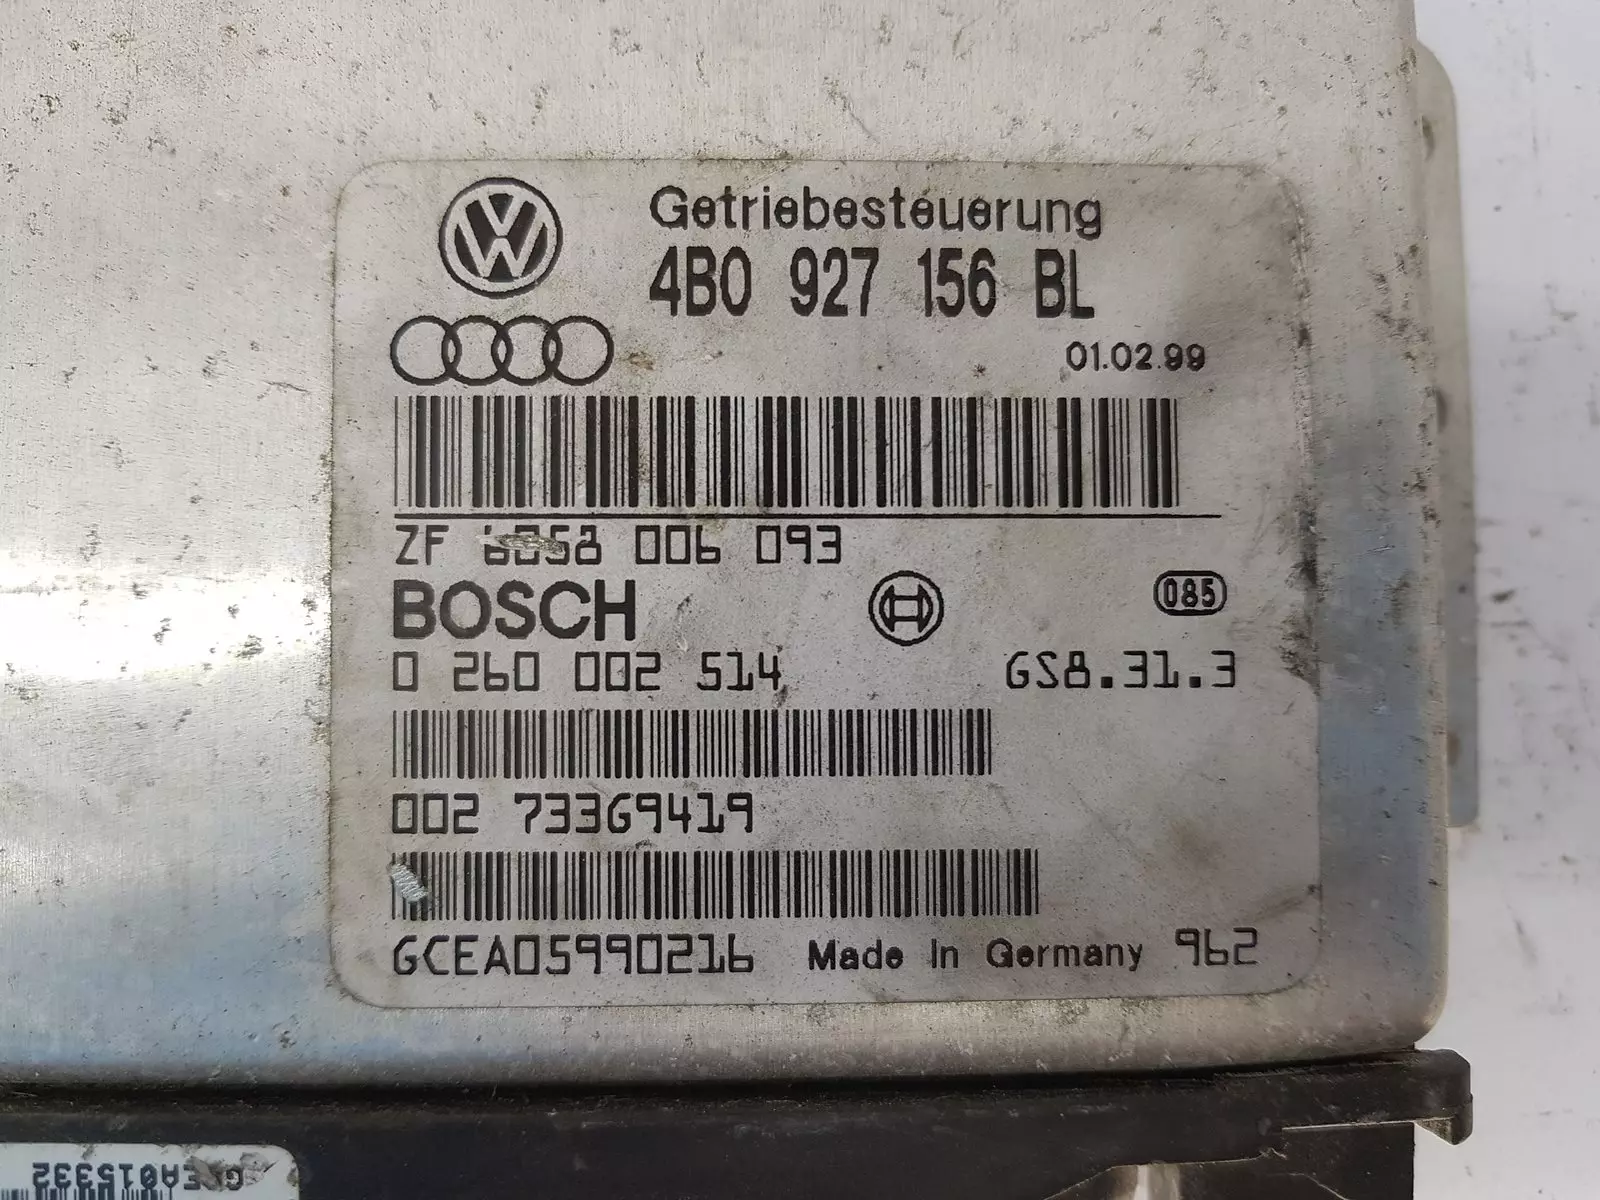 Getriebesteuerung
4B0 927 156 BL
01.02.99
ZF 6058 006 093
BOSCH
085
0 260 002 514 GS8.31.3
002 73369419
GCEA05990216 Made In Germany 962